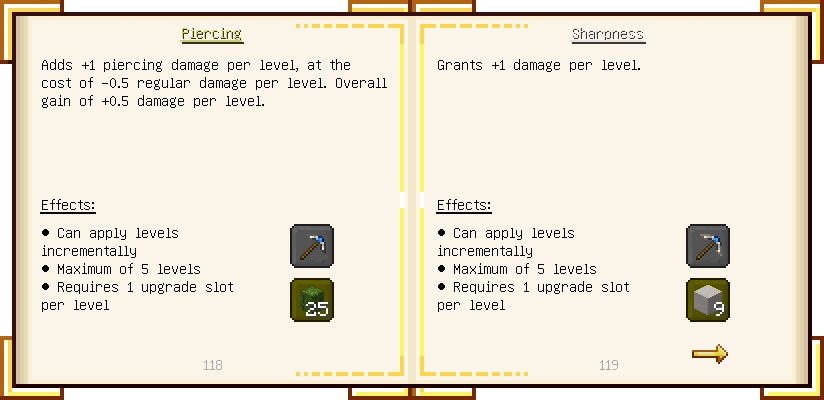 Piercing
Adds +1 piercing damage per level, at the
cost of -0.5 regular damage per level. Overall
gain of +0.5 damage per level.
Effects:
● Can apply levels
incrementally
● Maximum of 5 levels
● Requires 1 upgrade slot
per level
25
118
Sharpness
Grants +1 damage per level.
Effects:
● Can apply levels
incrementally
● Maximum of 5 levels
● Requires 1 upgrade slot
per level
9
119